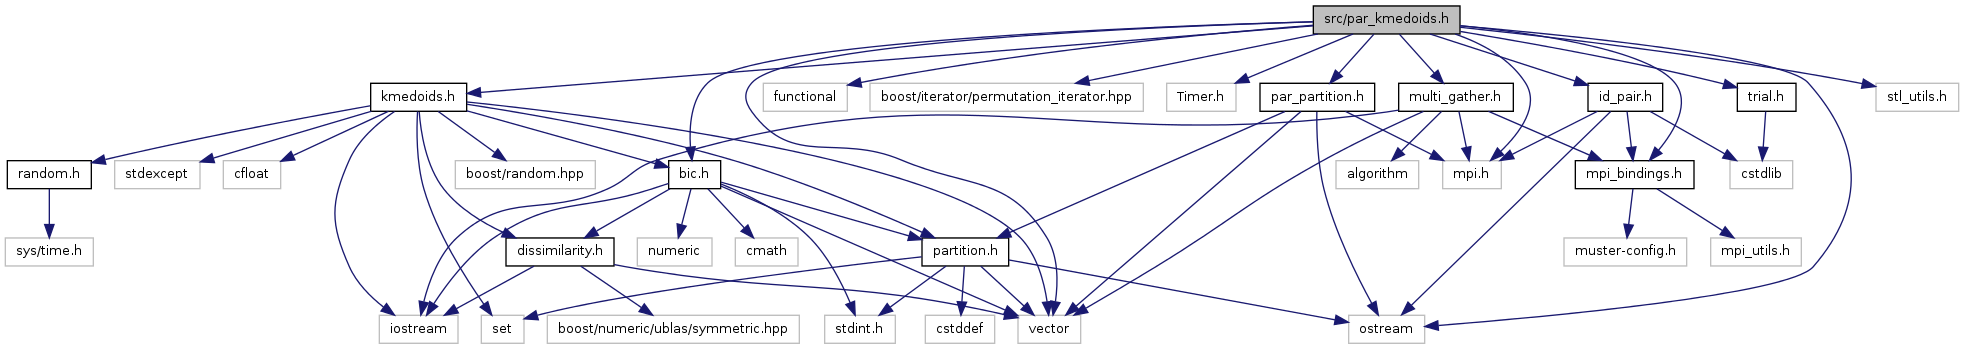 src/par_kmedoids.h
kmedoids.h
functional
boost/iterator/permutation_iterator.hpp
Timer.h
par_partition.h
multi_gather.h
id_pair.h
trial.h
stl_utils.h
random.h
stdexcept
cfloat
boost/random.hpp
bic.h
algorithm
mpi.h
mpi_bindings.h
cstdlib
sys/time.h
dissimilarity.h
numeric
cmath
partition.h
muster-config.h
mpi_utils.h
iostream
set
boost/numeric/ublas/symmetric.hpp
stdint.h
cstddef
vector
ostream